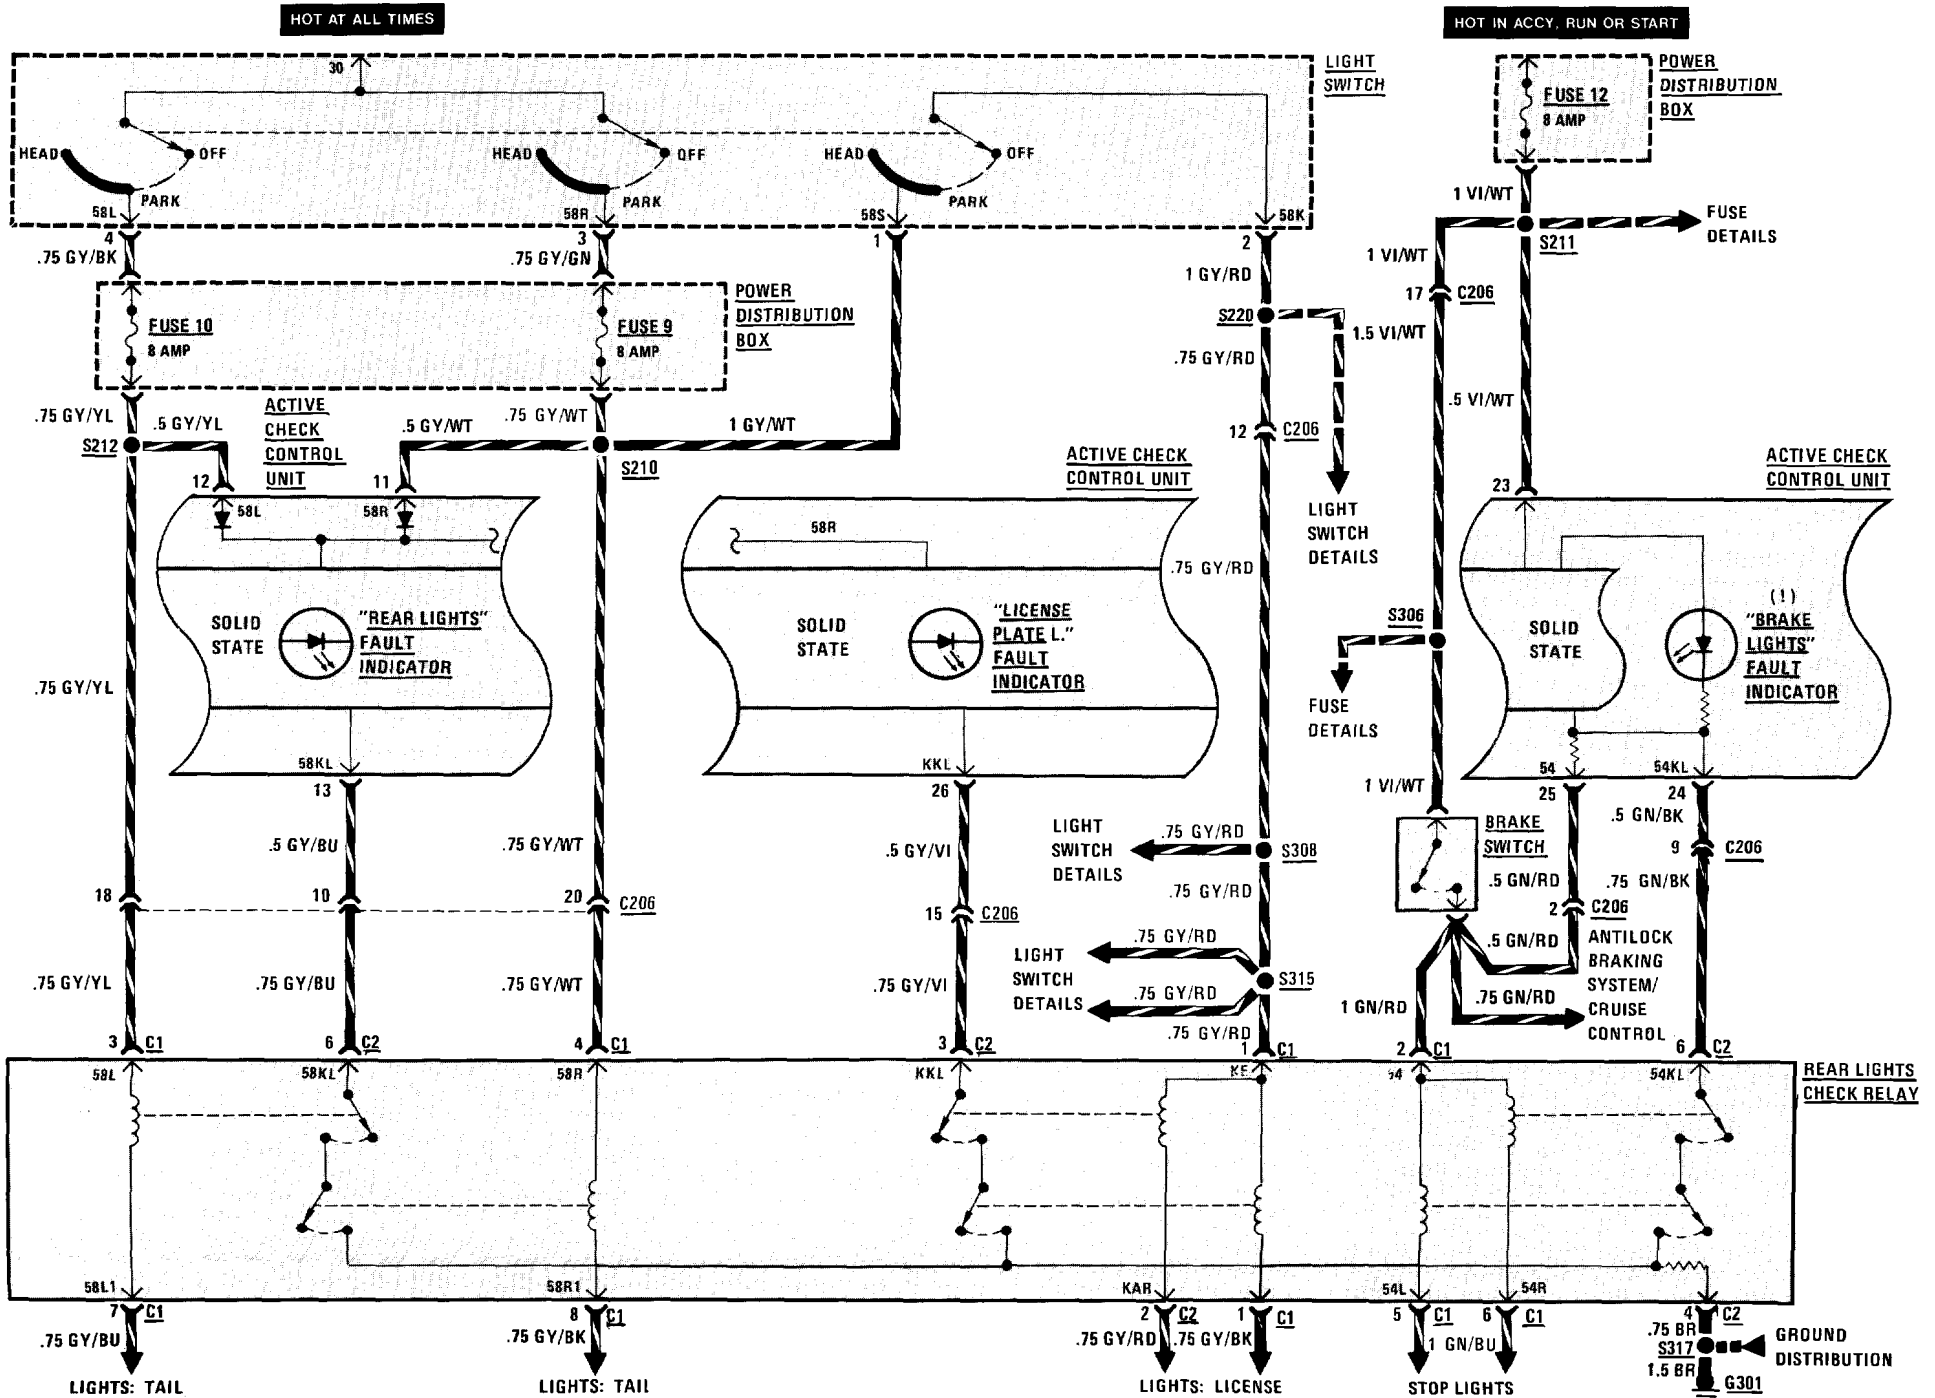 HOT AT ALL TIMES
HOT IN ACCY, RUN OR START
30
LIGHT
SWITCH
POWER
DISTRIBUTION
BOX
FUSE 12
8 AMP
HEAD
OFF
PARK
HEAD
OFF
PARK
HEAD
OFF
PARK
58L
58R
58S
58K
4
3
1
2
.75 GY/BK
.75 GY/GN
1 GY/RD
1 VI/WT
S211
FUSE
DETAILS
1 VI/WT
17
C206
1.5 VI/WT
.5 VI/WT
POWER
DISTRIBUTION
BOX
FUSE 10
8 AMP
FUSE 9
8 AMP
S220
.75 GY/RD
12
C206
LIGHT
SWITCH
DETAILS
.75 GY/YL
S212
.5 GY/YL
ACTIVE
CHECK
CONTROL
UNIT
.5 GY/WT
.75 GY/WT
1 GY/WT
S210
12
11
58L
58R
SOLID
STATE
"REAR LIGHTS"
FAULT
INDICATOR
58KL
13
ACTIVE CHECK
CONTROL UNIT
58R
SOLID
STATE
"LICENSE
PLATE L."
FAULT
INDICATOR
KKL
26
.75 GY/RD
ACTIVE CHECK
CONTROL UNIT
23
SOLID
STATE
(!)
"BRAKE
LIGHTS"
FAULT
INDICATOR
54
54KL
25
24
S306
FUSE
DETAILS
1 VI/WT
BRAKE
SWITCH
.5 GN/BK
9
C206
.75 GN/BK
.5 GN/RD
2
C206
.5 GN/RD
ANTILOCK
BRAKING
SYSTEM/
CRUISE
CONTROL
1 GN/RD
.75 GN/RD
.75 GY/YL
.5 GY/BU
.75 GY/WT
.5 GY/VI
LIGHT
SWITCH
DETAILS
.75 GY/RD
S308
.75 GY/RD
18
10
20
C206
15
C206
LIGHT
SWITCH
DETAILS
.75 GY/RD
S315
.75 GY/RD
.75 GY/RD
.75 GY/YL
.75 GY/BU
.75 GY/WT
.75 GY/VI
3
C1
6
C2
4
C1
3
C2
1
C1
2
C1
6
C2
58L
58KL
58R
KKL
54
54KL
REAR LIGHTS
CHECK RELAY
58L1
58R1
KAR
54L
54R
7
C1
8
C1
2
C2
1
C1
5
C1
6
C1
4
C2
.75 GY/BU
.75 GY/BK
.75 GY/RD
.75 GY/BK
1 GN/BU
.75 BR
S317
1.5 BR
G301
GROUND
DISTRIBUTION
LIGHTS: TAIL
LIGHTS: TAIL
LIGHTS: LICENSE
STOP LIGHTS